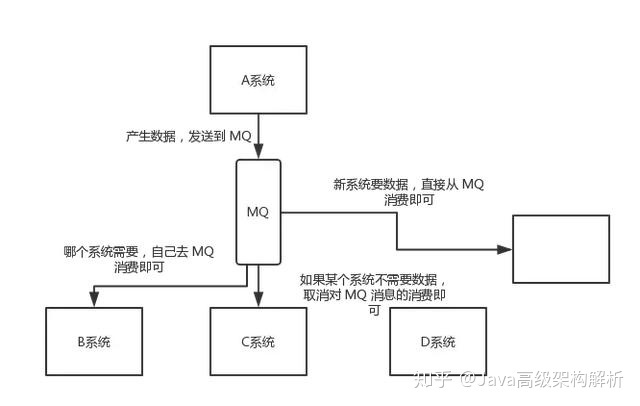 A系统
产生数据，发送到 MQ
MQ
新系统要数据，直接从 MQ
消费即可
哪个系统需要，自己去 MQ
消费即可
如果某个系统不需要数据，
取消对 MQ 消息的消费即
可
B系统
C系统
D系统
知乎 @Java高级架构解析